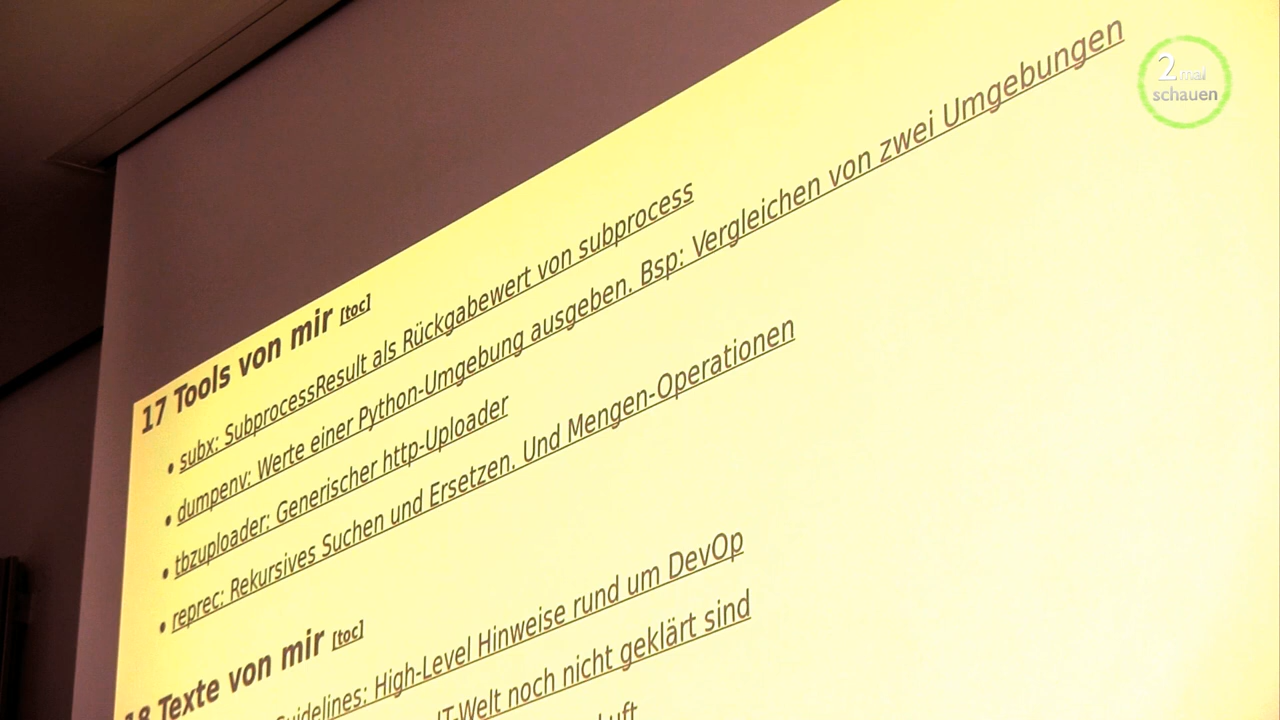 2 mal
schauen
17 Tools von mir [toc]
• subx: SubprocessResult als Rückgabewert von subprocess
• dumpenv: Werte einer Python-Umgebung ausgeben. Bsp: Vergleichen von zwei Umgebungen
• tbzuploader: Generischer http-Uploader
• reprec: Rekursives Suchen und Ersetzen. Und Mengen-Operationen
18 Texte von mir [toc]
Guidelines: High-Level Hinweise rund um DevOp
IT-Welt noch nicht geklärt sind